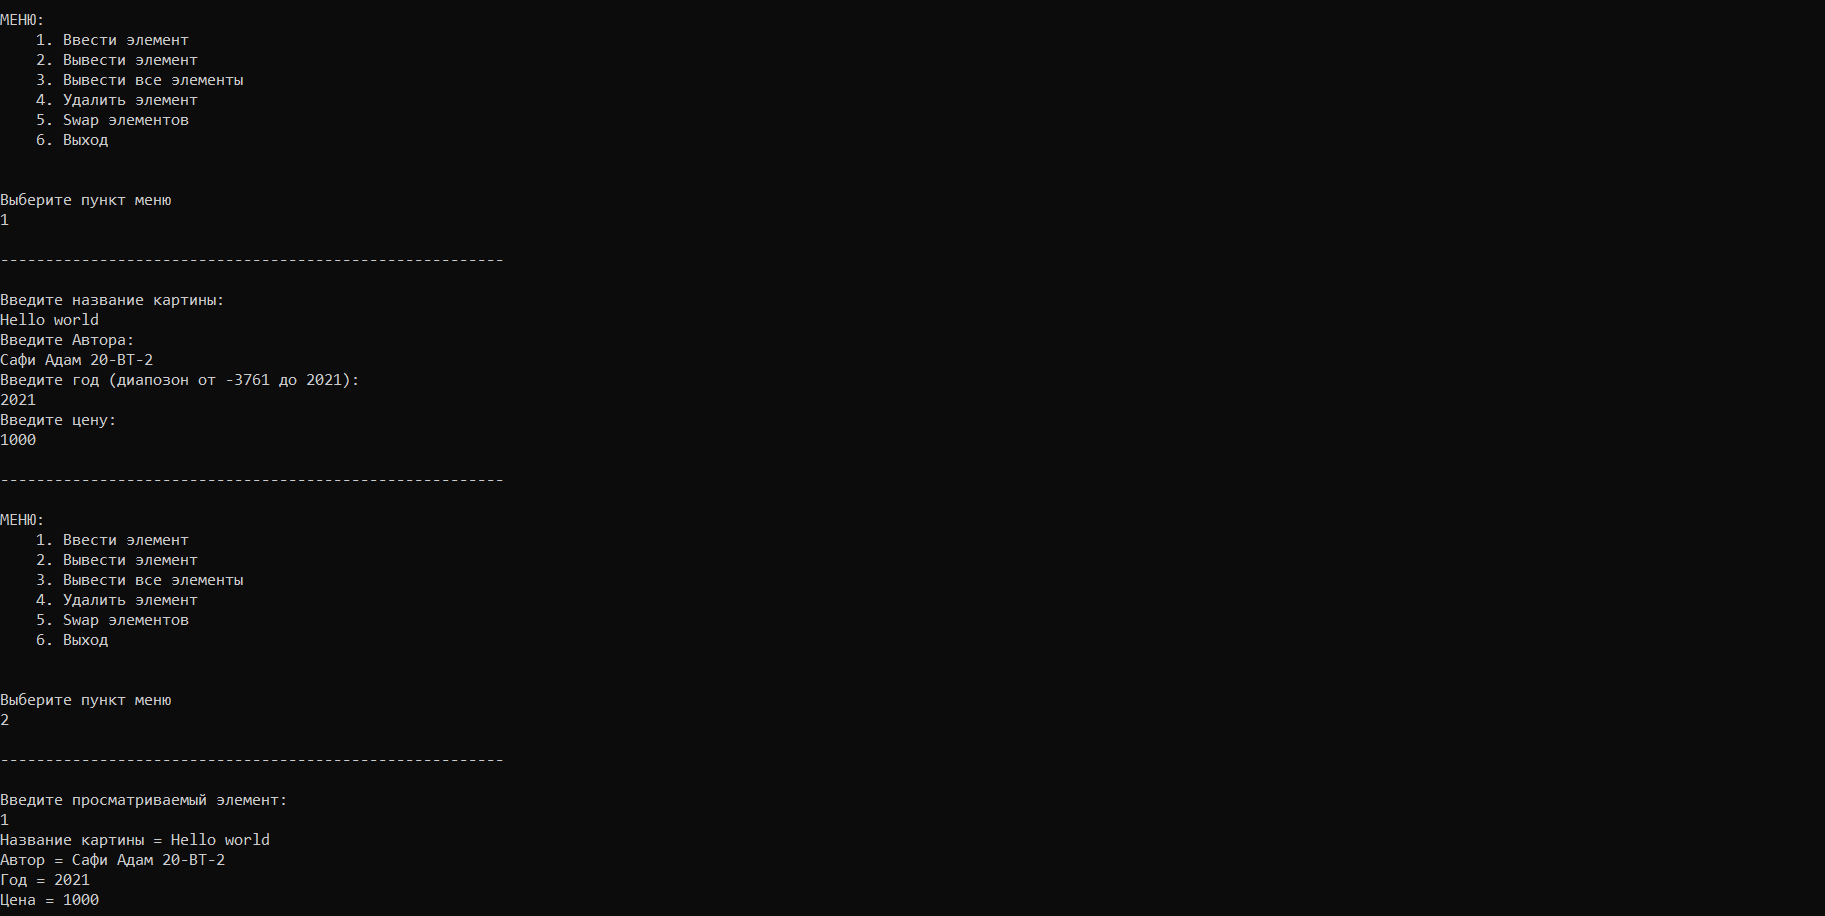 МЕНЮ:
1. Ввести элемент
2. Вывести элемент
3. Вывести все элементы
4. Удалить элемент
5. Swap элементов
6. Выход
Выберите пункт меню
1
--------------------------------------------------------
Введите название картины:
Hello world
Введите Автора:
Сафи Адам 20-ВТ-2
Введите год (диапозон от -3761 до 2021):
2021
Введите цену:
1000
--------------------------------------------------------
МЕНЮ:
1. Ввести элемент
2. Вывести элемент
3. Вывести все элементы
4. Удалить элемент
5. Swap элементов
6. Выход
Выберите пункт меню
2
--------------------------------------------------------
Введите просматриваемый элемент:
1
Название картины = Hello world
Автор = Сафи Адам 20-ВТ-2
Год = 2021
Цена = 1000